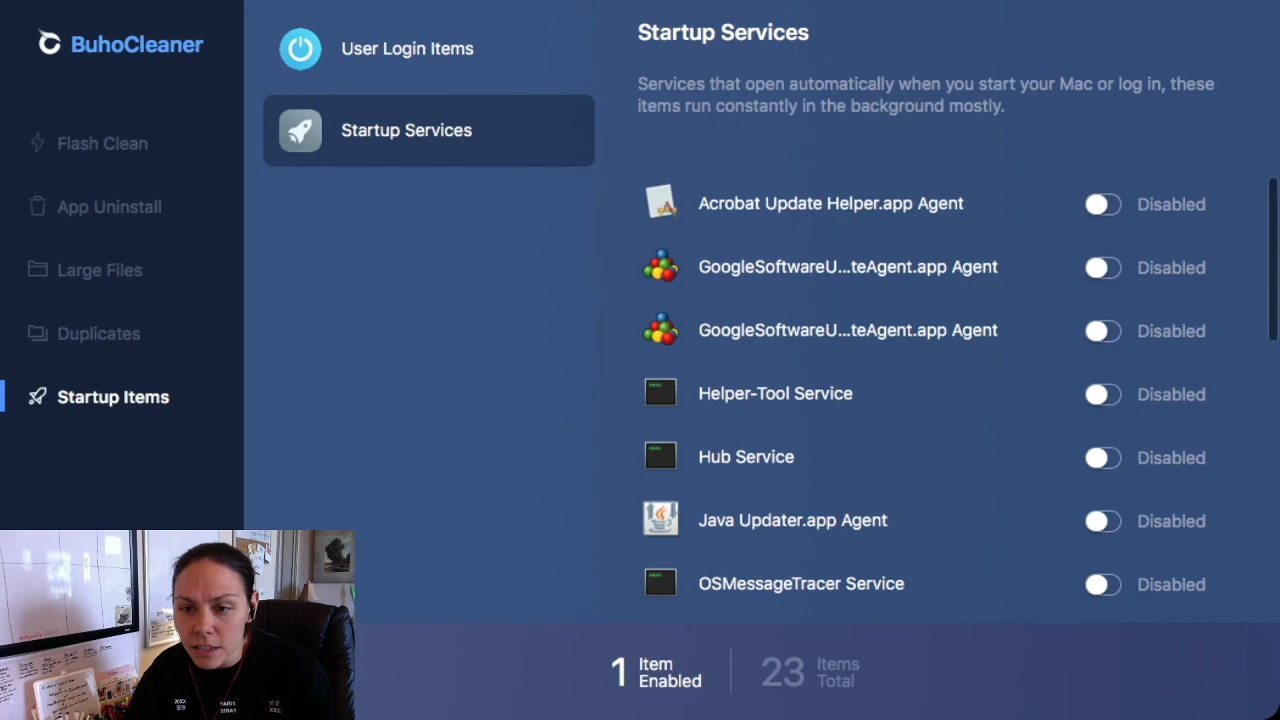 BuhoCleaner
Flash Clean
App Uninstall
Large Files
Duplicates
Startup Items
User Login Items
Startup Services
Startup Services
Services that open automatically when you start your Mac or log in, these
items run constantly in the background mostly.
Acrobat Update Helper.app Agent Disabled
GoogleSoftwareU...teAgent.app Agent Disabled
GoogleSoftwareU...teAgent.app Agent Disabled
Helper-Tool Service Disabled
Hub Service Disabled
Java Updater.app Agent Disabled
OSMessageTracer Service Disabled
1 Item
Enabled
23 Items
Total